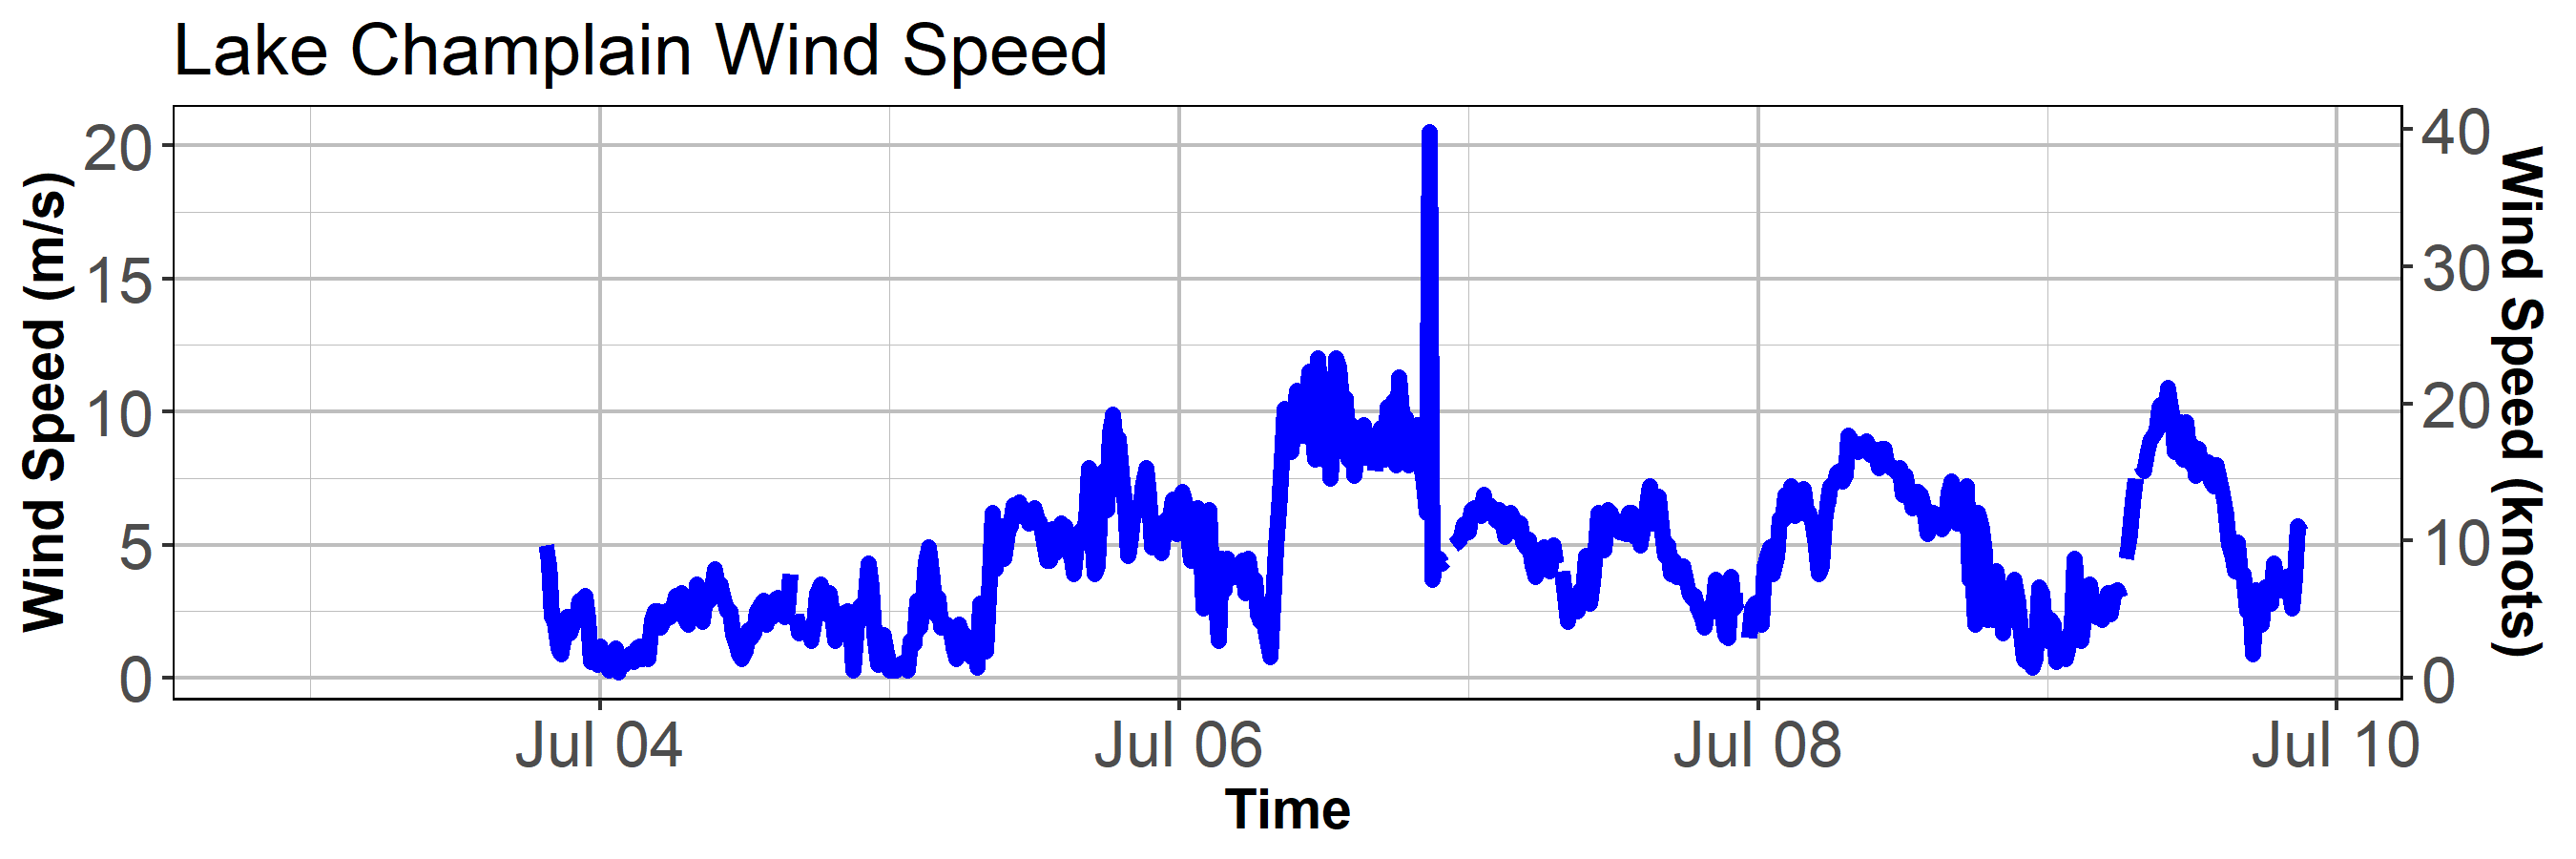 Lake Champlain Wind Speed
Wind Speed (m/s)
20
15
10
5
0
40
30
20
10
0
Wind Speed (knots)
Jul 04
Jul 06
Jul 08
Jul 10
Time